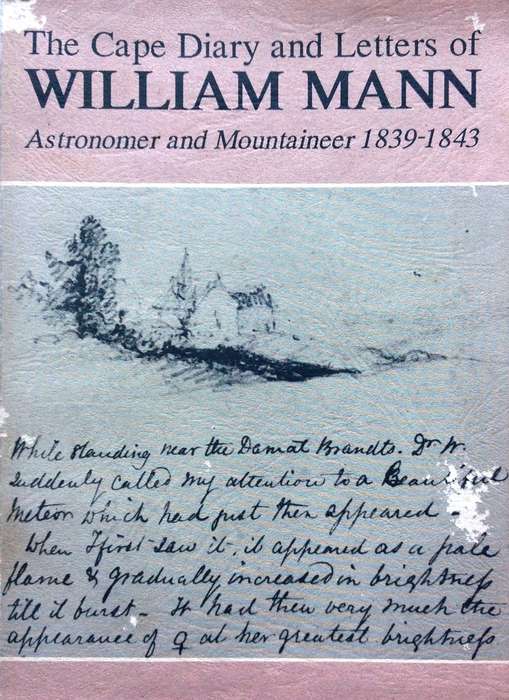 The Cape Diary and Letters of
WILLIAM MANN
Astronomer and Mountaineer 1839-1843
While standing near the Damat Brandts. Dr W.
Suddenly called my attention to a Beautiful
Meteor which had just then appeared -
When I first saw it, it appeared as a pale
flame & gradually increased in brightness
till it burst - It had then very much the
appearance of ♀ at her greatest brightness